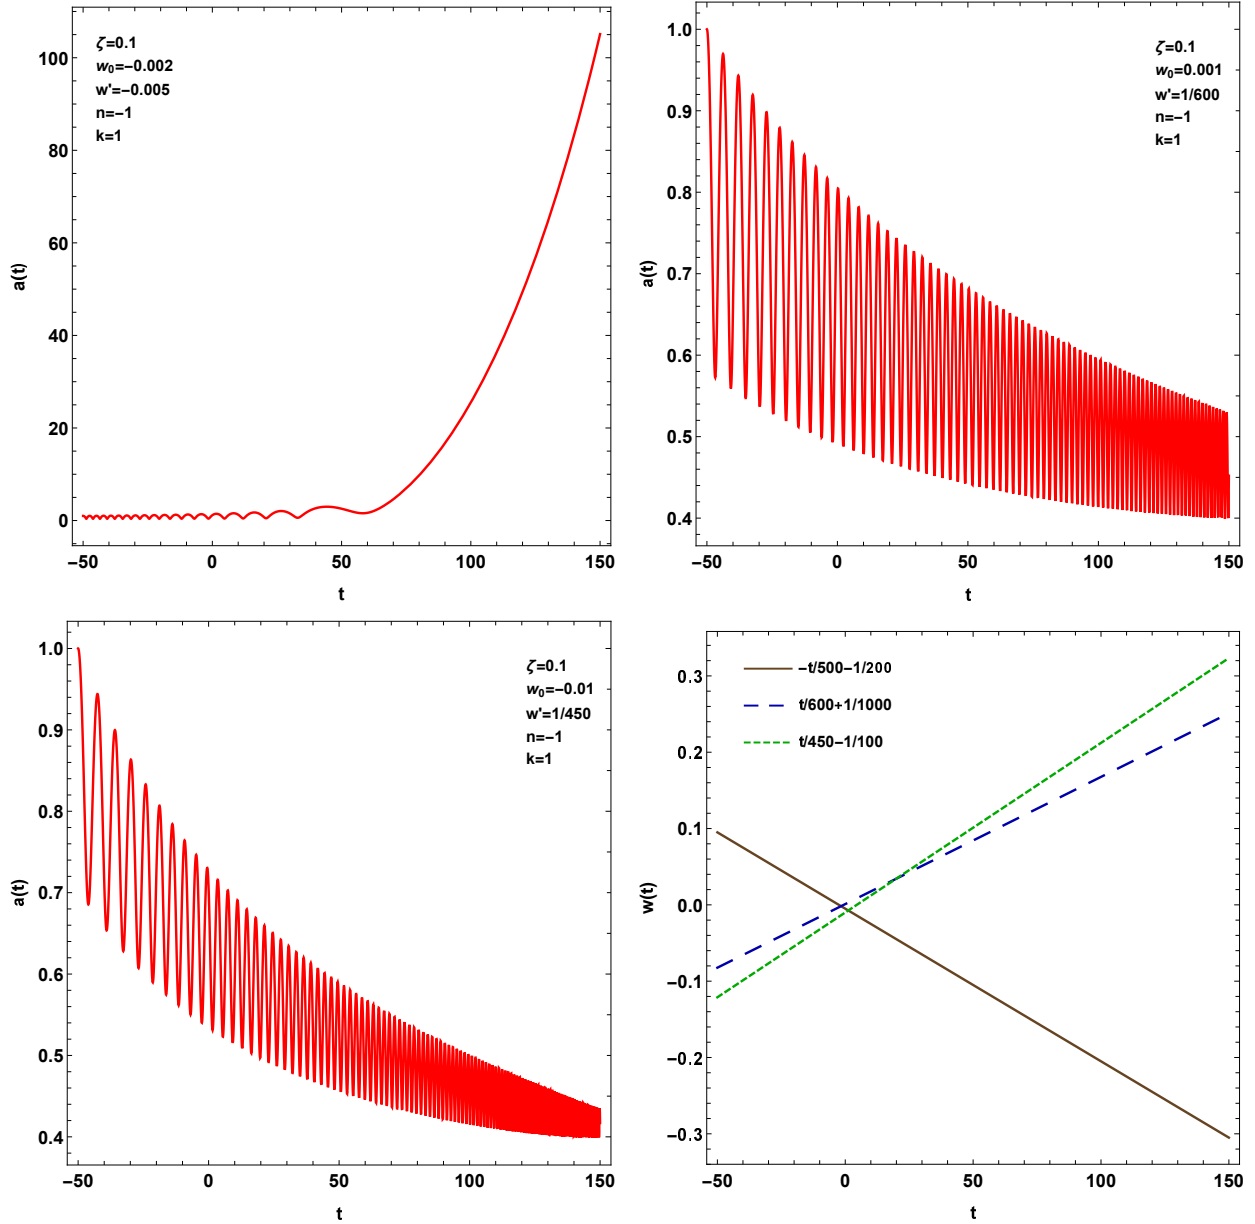 ζ=0.1
w₀=−0.002
w'=−0.005
n=−1
k=1
100
80
60
40
20
0
a(t)
−50
0
50
100
150
t
ζ=0.1
w₀=0.001
w'=1/600
n=−1
k=1
1.0
0.9
0.8
0.7
0.6
0.5
0.4
a(t)
−50
0
50
100
150
t
ζ=0.1
w₀=−0.01
w'=1/450
n=−1
k=1
1.0
0.9
0.8
0.7
0.6
0.5
0.4
a(t)
−50
0
50
100
150
t
−t/500−1/200
t/600+1/1000
t/450−1/100
0.3
0.2
0.1
0.0
−0.1
−0.2
−0.3
w(t)
−50
0
50
100
150
t